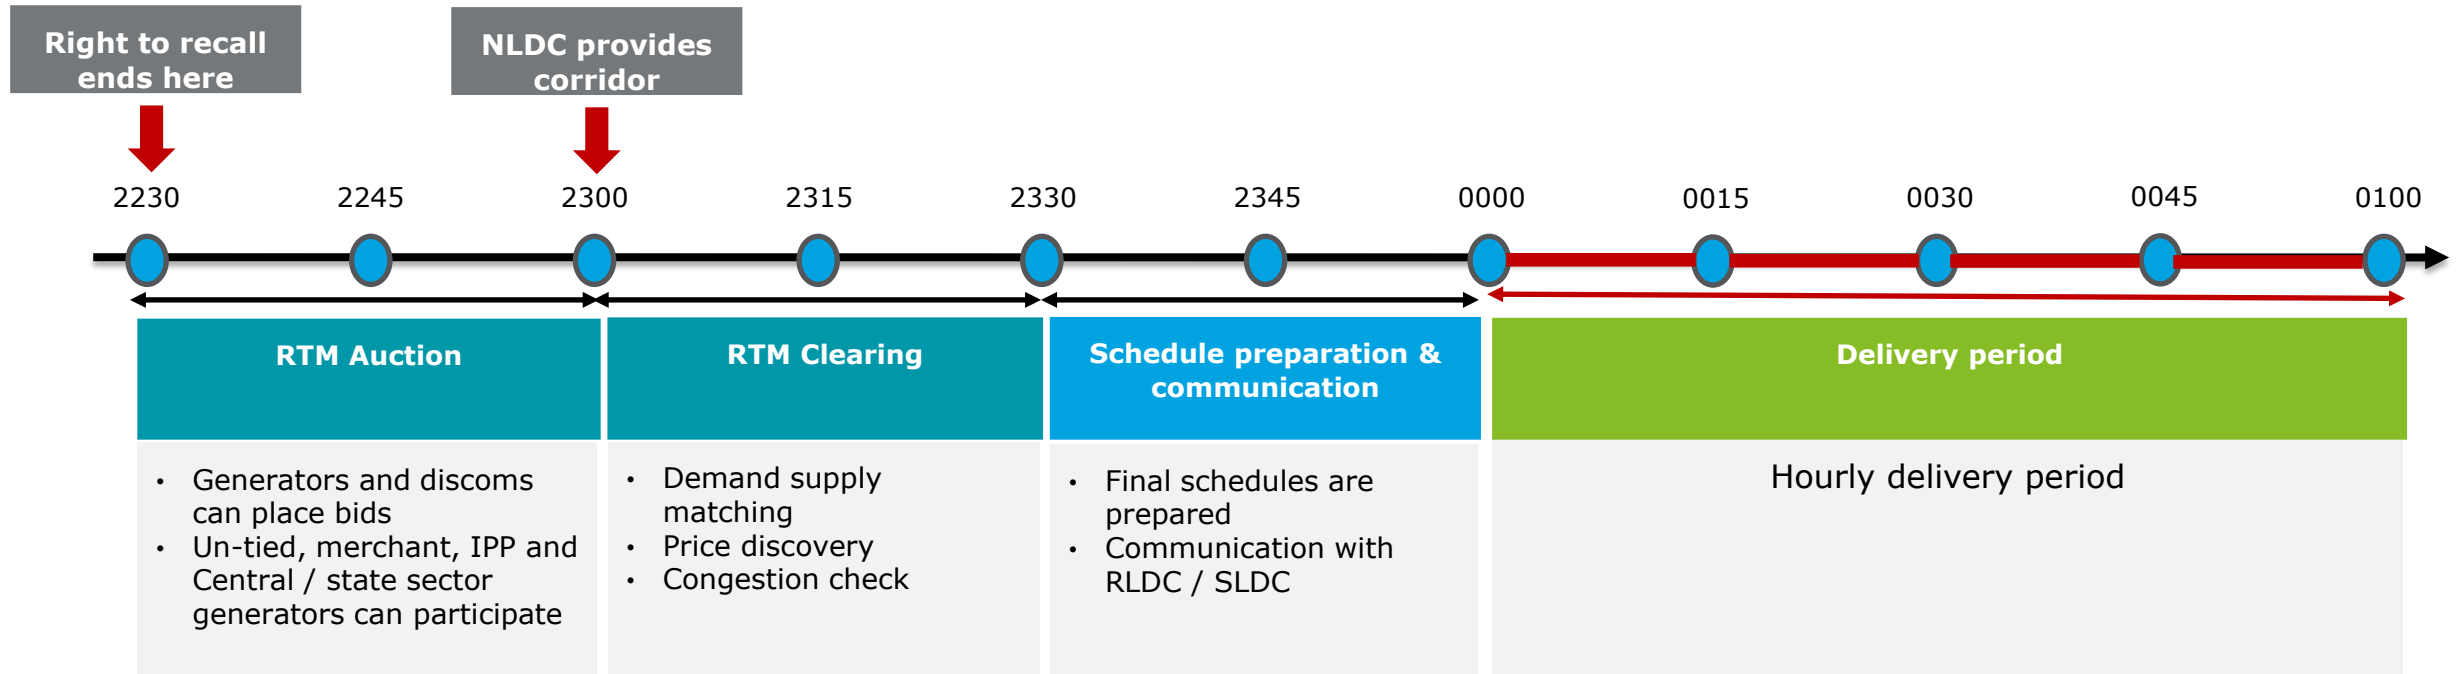 Right to recall
ends here
NLDC provides
corridor
2230
2245
2300
2315
2330
2345
0000
0015
0030
0045
0100
RTM Auction
RTM Clearing
Schedule preparation &
communication
Delivery period
• Generators and discoms
can place bids
• Un-tied, merchant, IPP and
Central / state sector
generators can participate
• Demand supply
matching
• Price discovery
• Congestion check
• Final schedules are
prepared
• Communication with
RLDC / SLDC
Hourly delivery period